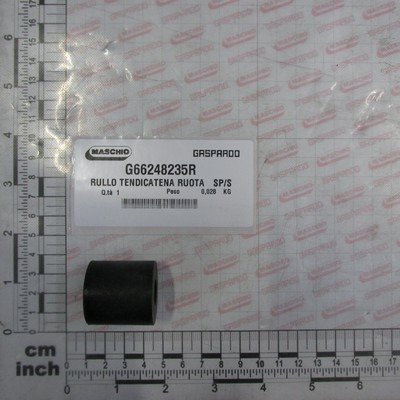 MASCHIO GASPARDO
G66248235R
RULLO TENDICATENA RUOTA SP/S
Q.tà 1 Peso 0,028 KG
cm
inch